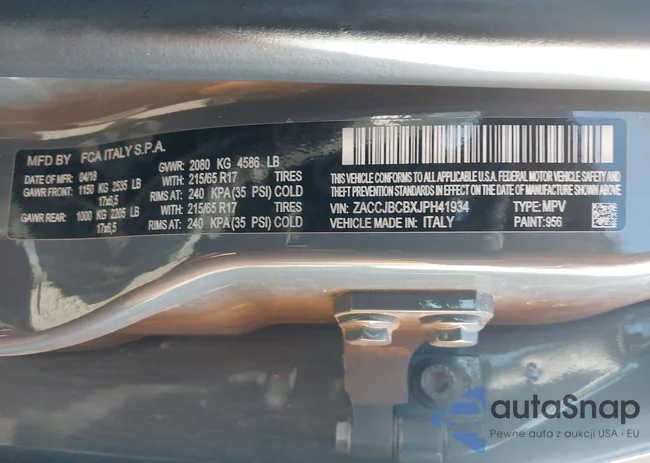 MFD BY FCA ITALY S.P.A.
DATE OF MFR: 04/18 GVWR: 2080 KG 4586 LB
GAWR FRONT: 1150 KG 2535 LB WITH: 215/65 R17 TIRES
17x6,5 RIMS AT: 240 KPA(35 PSI) COLD
GAWR REAR: 1000 KG 2205 LB WITH: 215/65 R17 TIRES
17x6,5 RIMS AT: 240 KPA(35 PSI) COLD
THIS VEHICLE CONFORMS TO ALL APPLICABLE U.S.A. FEDERAL MOTOR VEHICLE SAFETY
AND THEFT PREVENTION STANDARDS IN EFFECT ON THE DATE OF MANUFACTURE SHOWN ABOVE.
VIN: ZACCJBCBXJPH41934 TYPE: MPV
VEHICLE MADE IN: ITALY PAINT: 956
autaSnap
Pewne auta z aukcji USA i EU